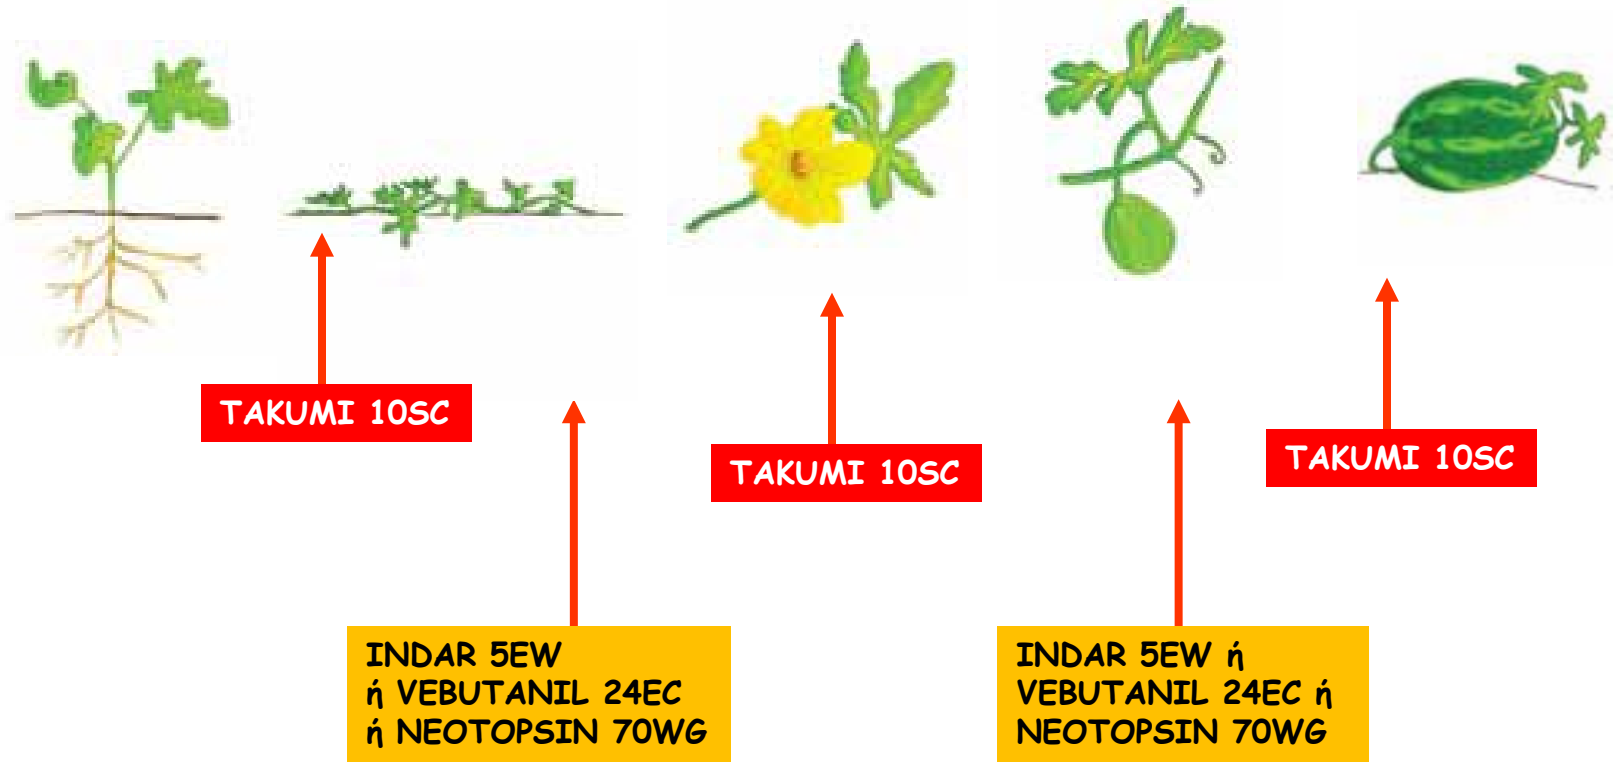 TAKUMI 10SC
TAKUMI 10SC
TAKUMI 10SC
INDAR 5EW
ή VEBUTANIL 24EC
ή NEOTOPSIN 70WG
INDAR 5EW ή
VEBUTANIL 24EC ή
NEOTOPSIN 70WG